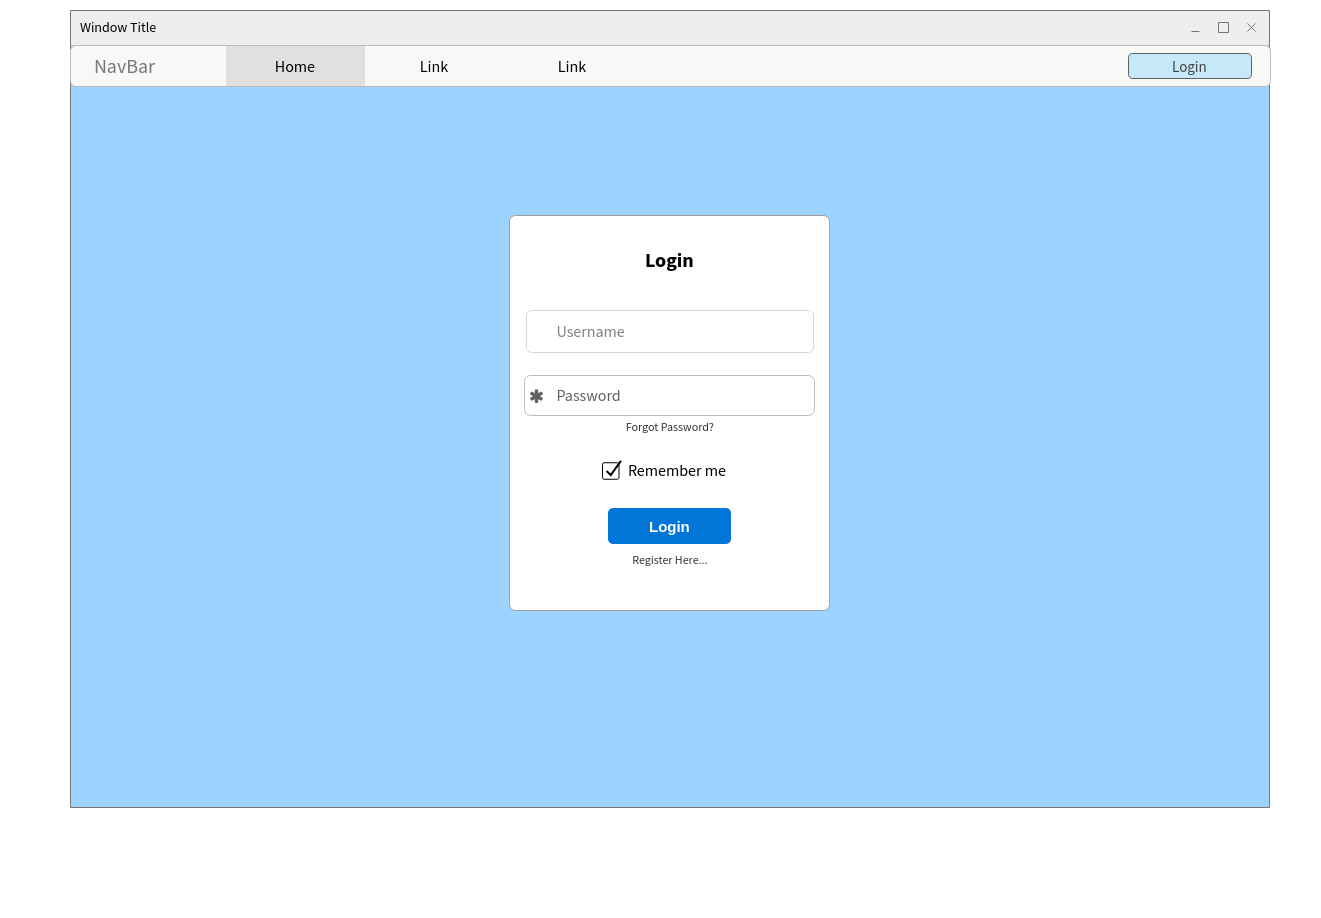 Window Title
NavBar Home Link Link Login
Login
Username
✱ Password
Forgot Password?
Remember me
Login
Register Here...